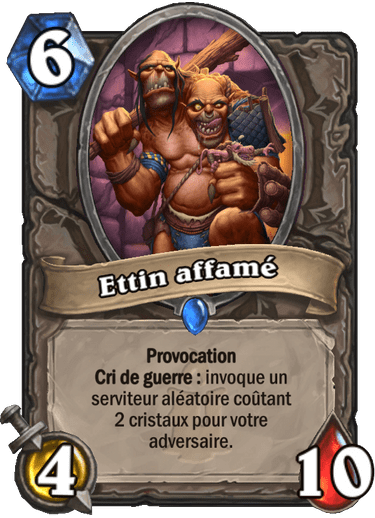 6
Ettin affamé
Provocation
Cri de guerre : invoque un
serviteur aléatoire coûtant
2 cristaux pour votre
adversaire.
4
10